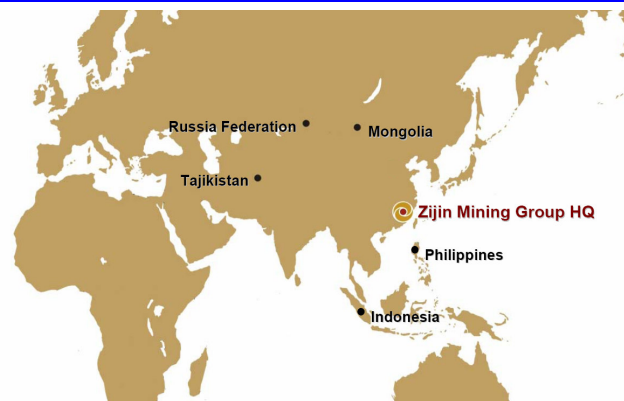 Russia Federation
Mongolia
Tajikistan
Zijin Mining Group HQ
Philippines
Indonesia